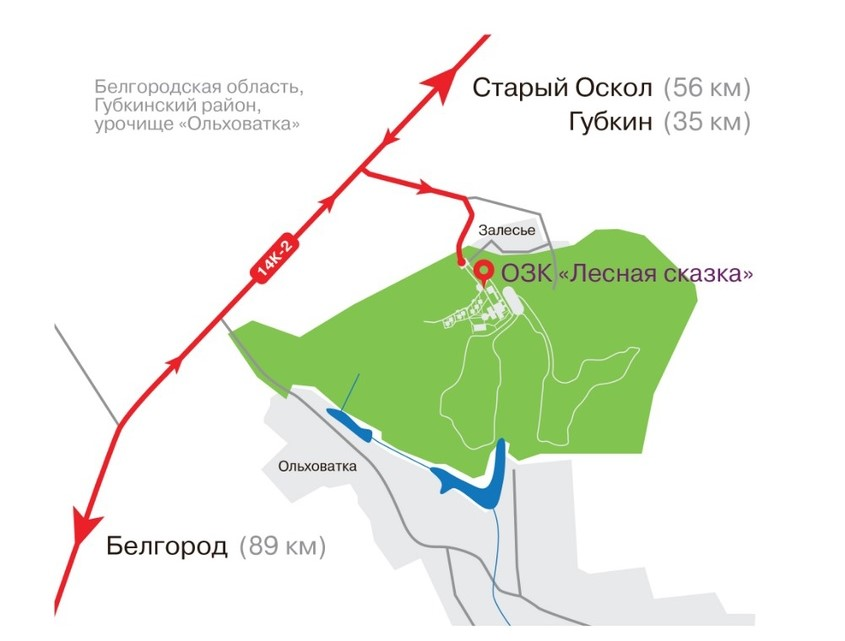 Белгородская область,
Губкинский район,
урочище «Ольховатка»
Старый Оскол (56 км)
Губкин (35 км)
14К-2
Залесье
ОЗК «Лесная сказка»
Ольховатка
Белгород (89 км)